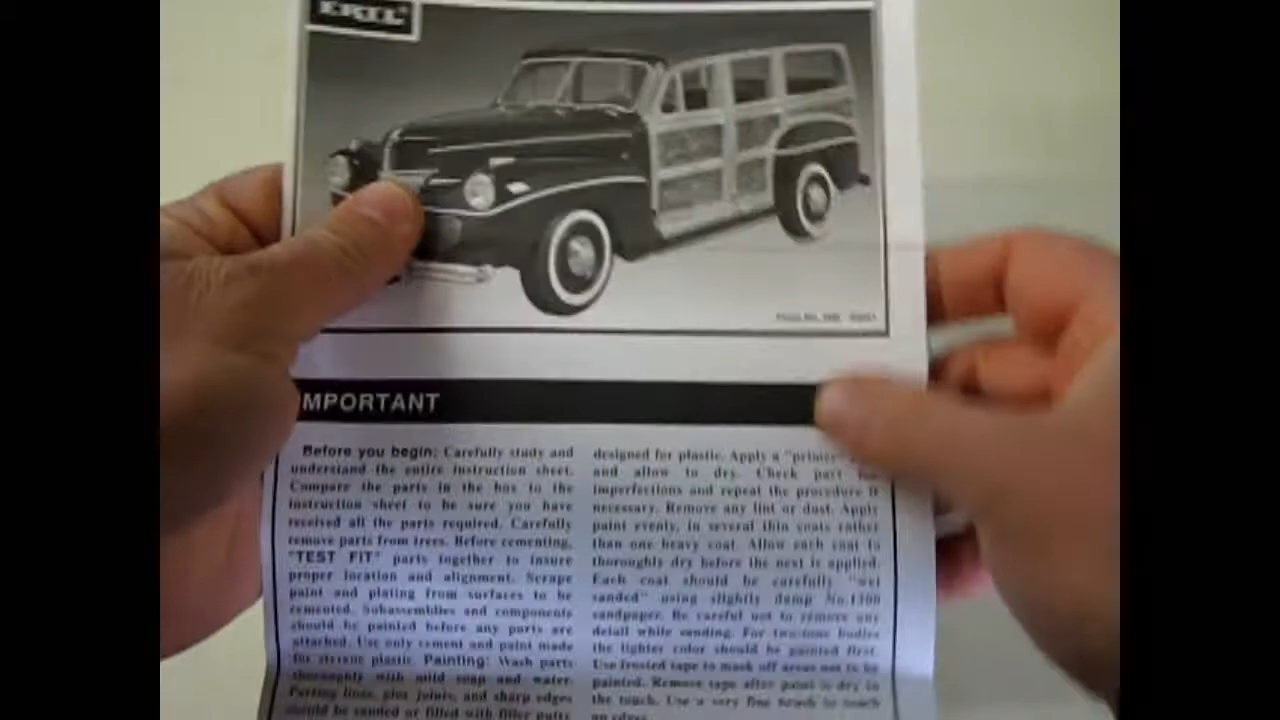 ERTL
IMPORTANT
Before you begin: Carefully study and
understand the entire instruction sheet.
Compare the parts in the box to the
instruction sheet to be sure you have
received all the parts required. Carefully
remove parts from trees. Before cementing,
"TEST FIT" parts together to insure
proper location and alignment. Scrape
paint and plating from surfaces to be
cemented. Subassemblies and components
should be painted before any parts are
attached. Use only cement and paint made
for styrene plastic. Painting: Wash parts
thoroughly with mild soap and water.
Parting lines, glue joints, and sharp edges
should be sanded or filled with filler putty
designed for plastic. Apply a "primer
and allow to dry. Check part for
imperfections and repeat the procedure if
necessary. Remove any lint or dust. Apply
paint evenly, in several thin coats rather
than one heavy coat. Allow each coat to
thoroughly dry before the next is applied.
Each coat should be carefully "wet
sanded" using slightly damp No.1200
sandpaper. Be careful not to remove any
detail while sanding. For two-tone bodies
the lighter color should be painted first.
Use frosted tape to mask off areas not to be
painted. Remove tape after paint is dry to
the touch. Use a very fine brush to touch
up edges.